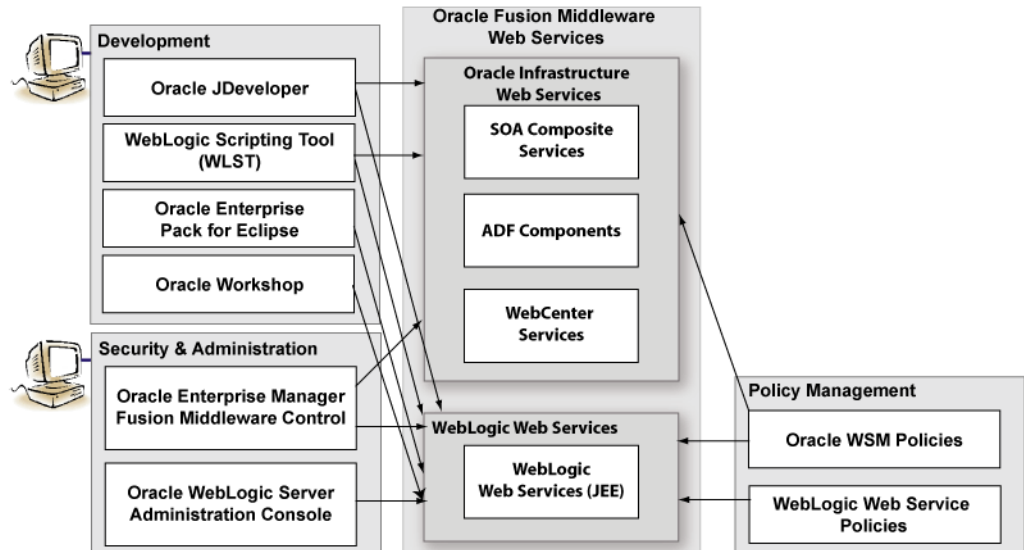 Development
Oracle JDeveloper
WebLogic Scripting Tool
(WLST)
Oracle Enterprise
Pack for Eclipse
Oracle Workshop
Security & Administration
Oracle Enterprise Manager
Fusion Middleware Control
Oracle WebLogic Server
Administration Console
Oracle Fusion Middleware
Web Services
Oracle Infrastructure
Web Services
SOA Composite
Services
ADF Components
WebCenter
Services
WebLogic Web Services
WebLogic
Web Services (JEE)
Policy Management
Oracle WSM Policies
WebLogic Web Service
Policies